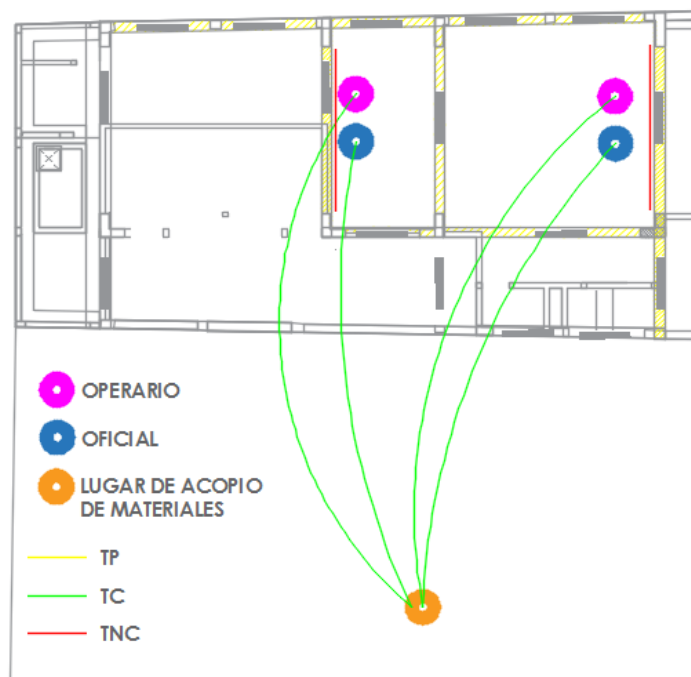 OPERARIO
OFICIAL
LUGAR DE ACOPIO
DE MATERIALES
TP
TC
TNC